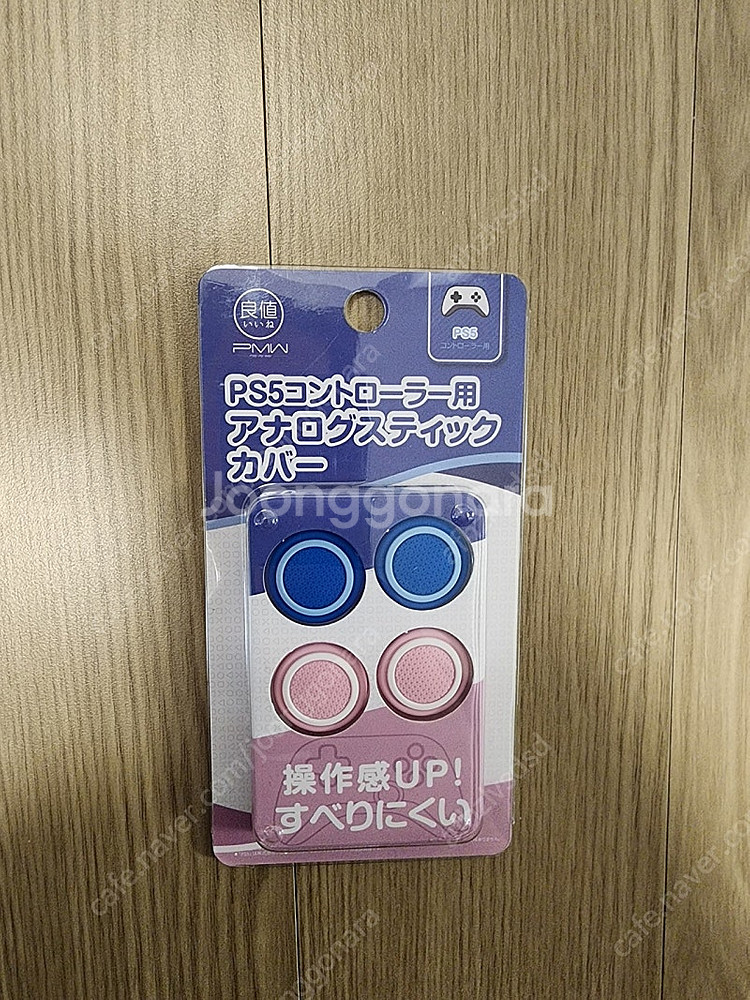 良値
いいね
PMW
PS5
コントローラー用
PS5コントローラー用
アナログスティック
カバー
Joonggonara
操作感UP!
すべりにくい